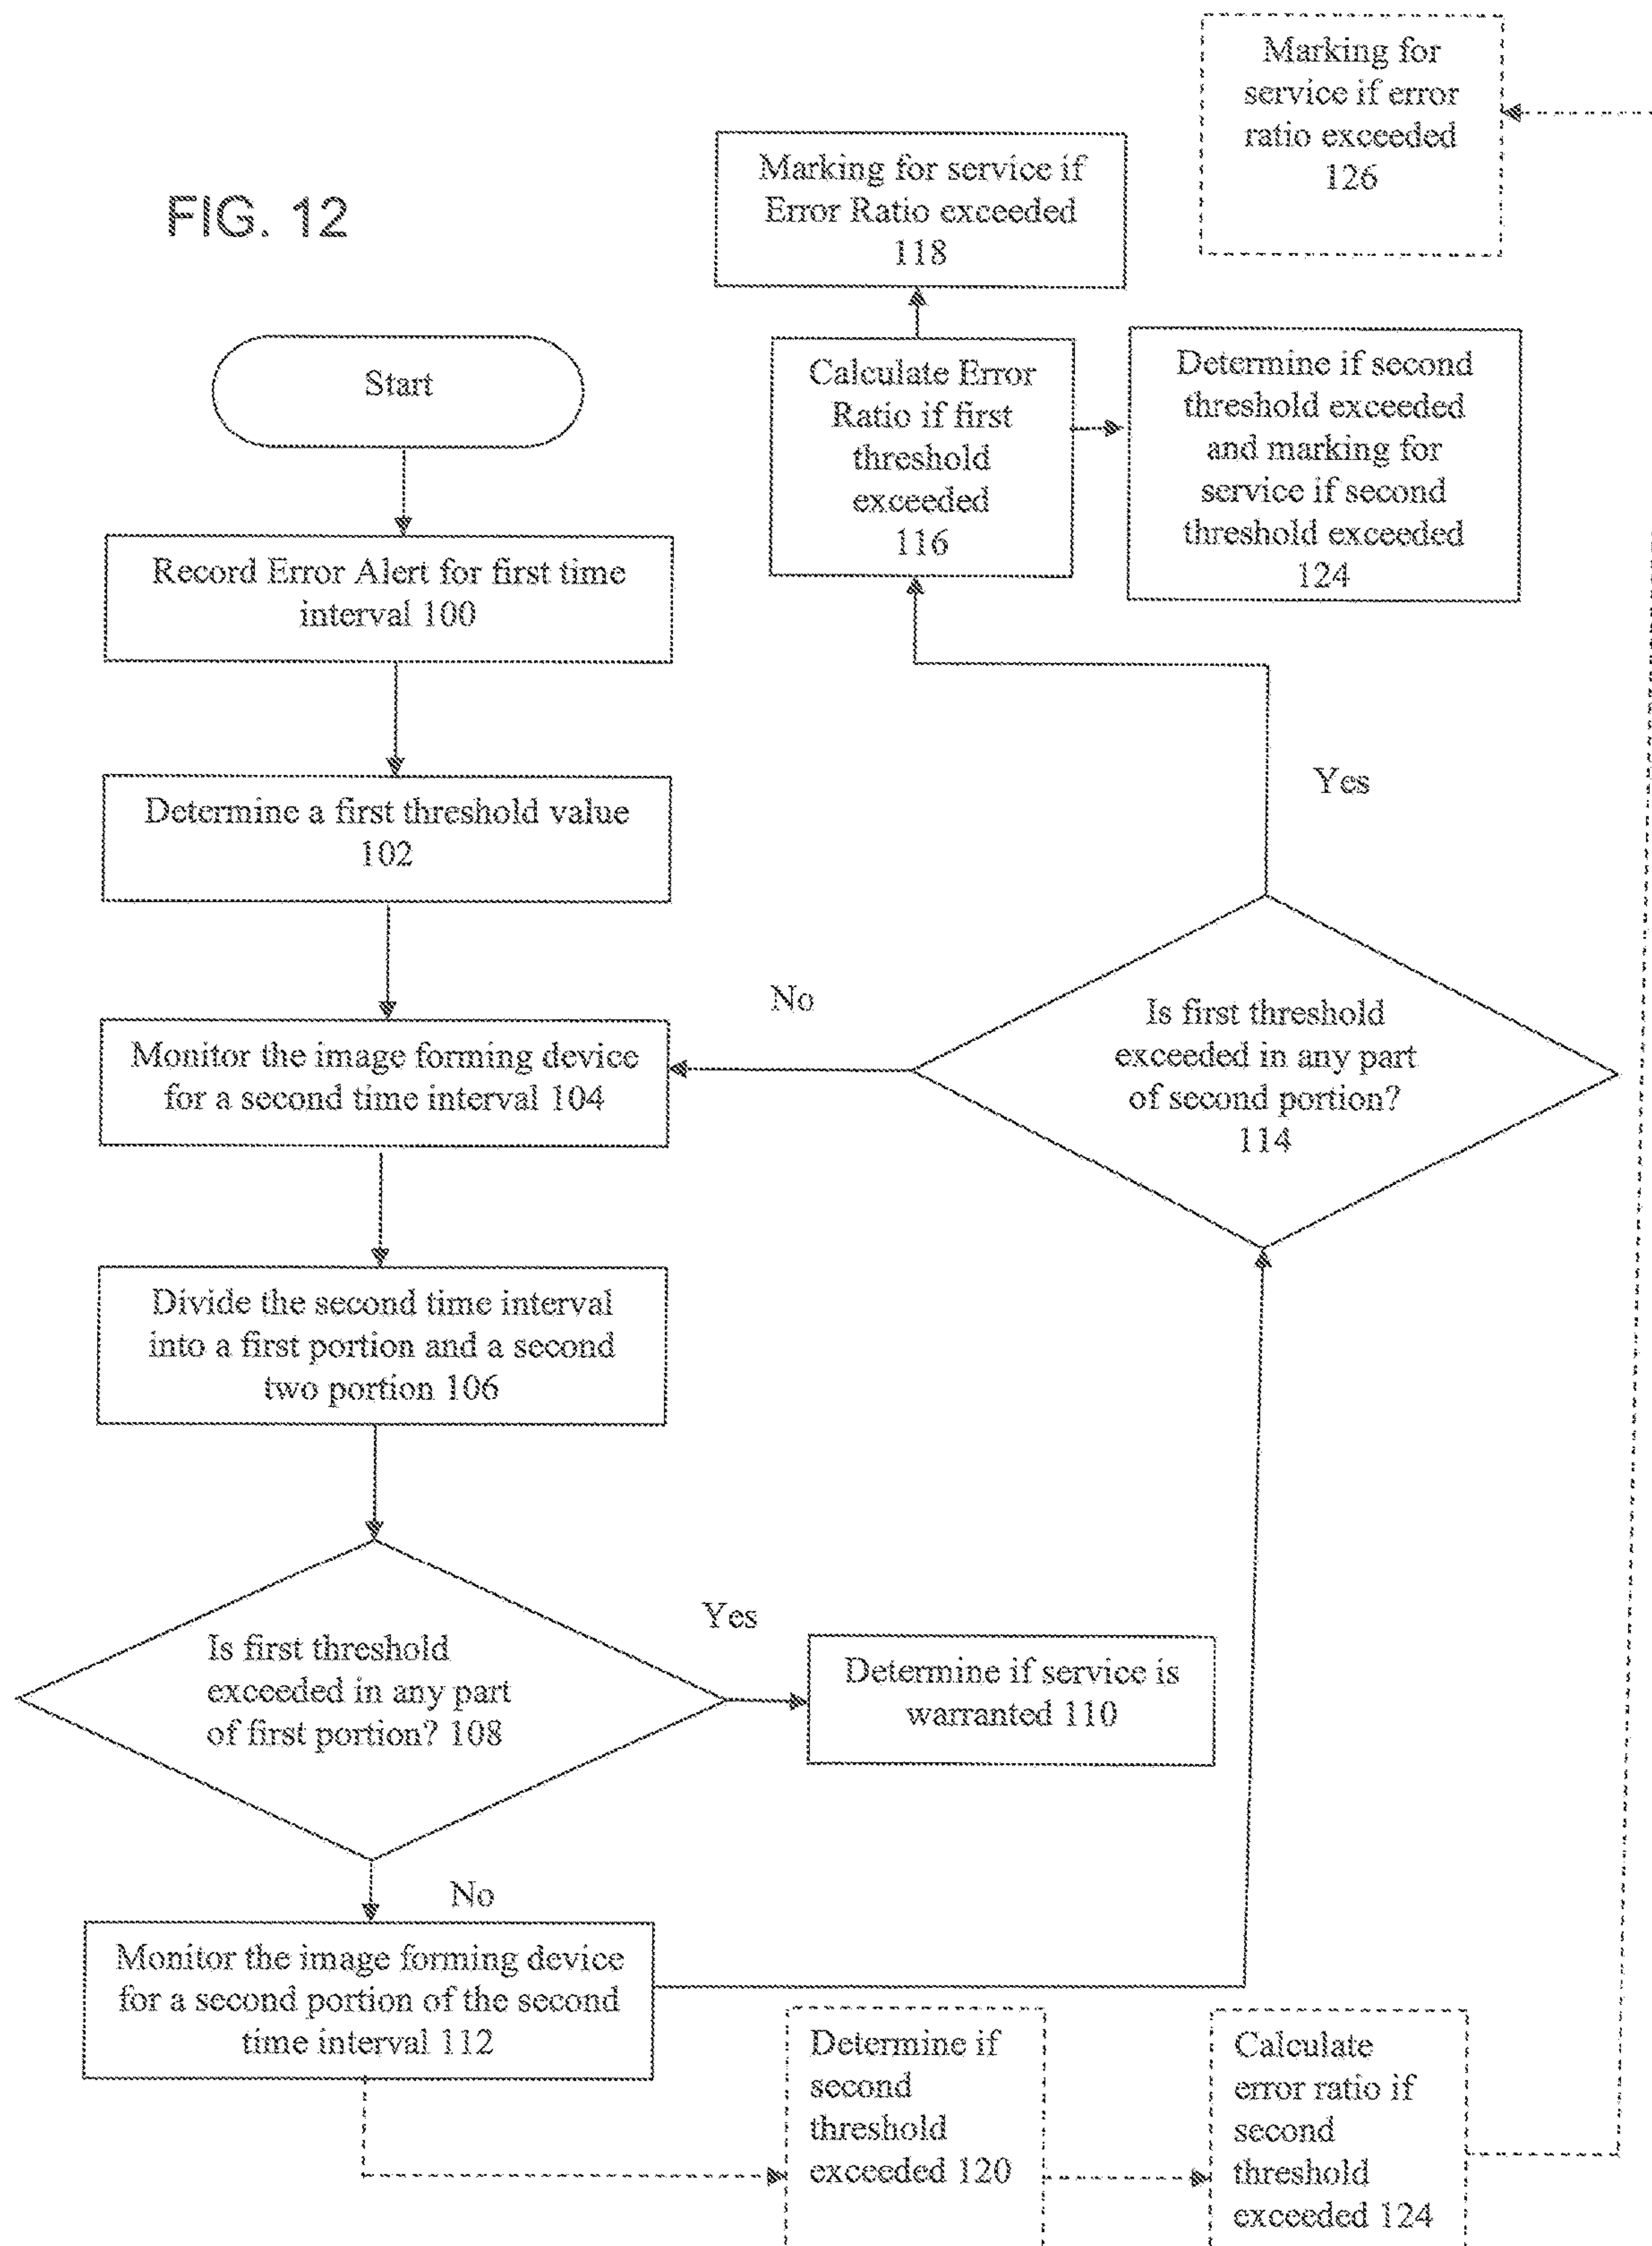 FIG. 12
Start
Record Error Alert for first time
interval 100
Determine a first threshold value
102
Monitor the image forming device
for a second time interval 104
Divide the second time interval
into a first portion and a second
two portion 106
Is first threshold
exceeded in any part
of first portion? 108
Yes
Determine if service is
warranted 110
No
Monitor the image forming device
for a second portion of the second
time interval 112
Is first threshold
exceeded in any part
of second portion?
114
No
Yes
Calculate Error
Ratio if first
threshold
exceeded
116
Marking for service if
Error Ratio exceeded
118
Determine if second
threshold exceeded
and marking for
service if second
threshold exceeded
124
Determine if
second
threshold
exceeded 120
Calculate
error ratio if
second
threshold
exceeded 124
Marking for
service if error
ratio exceeded
126